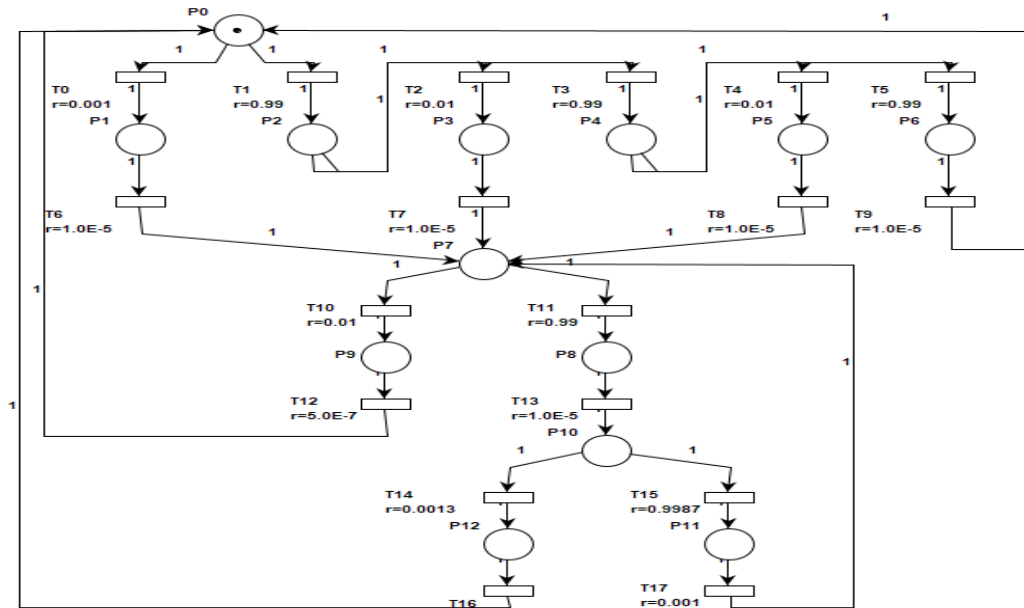 P0
1
1 1 1 1
T0 1 T1 1 T2 1 T3 1 T4 1 T5 1
r=0.001 r=0.99 1 r=0.01 r=0.99 1 r=0.01 r=0.99
P1 P2 P3 P4 P5 P6
1 1 1 1
T6 T7 1 T8 T9
r=1.0E-5 r=1.0E-5 r=1.0E-5 r=1.0E-5
1 1
P7
1 1
1
T10 T11
r=0.01 r=0.99
P9 P8
1
T12 T13
r=5.0E-7 r=1.0E-5
1
P10
1 1
T14 T15
r=0.0013 r=0.9987
P12 P11
T16 T17
r=0.001